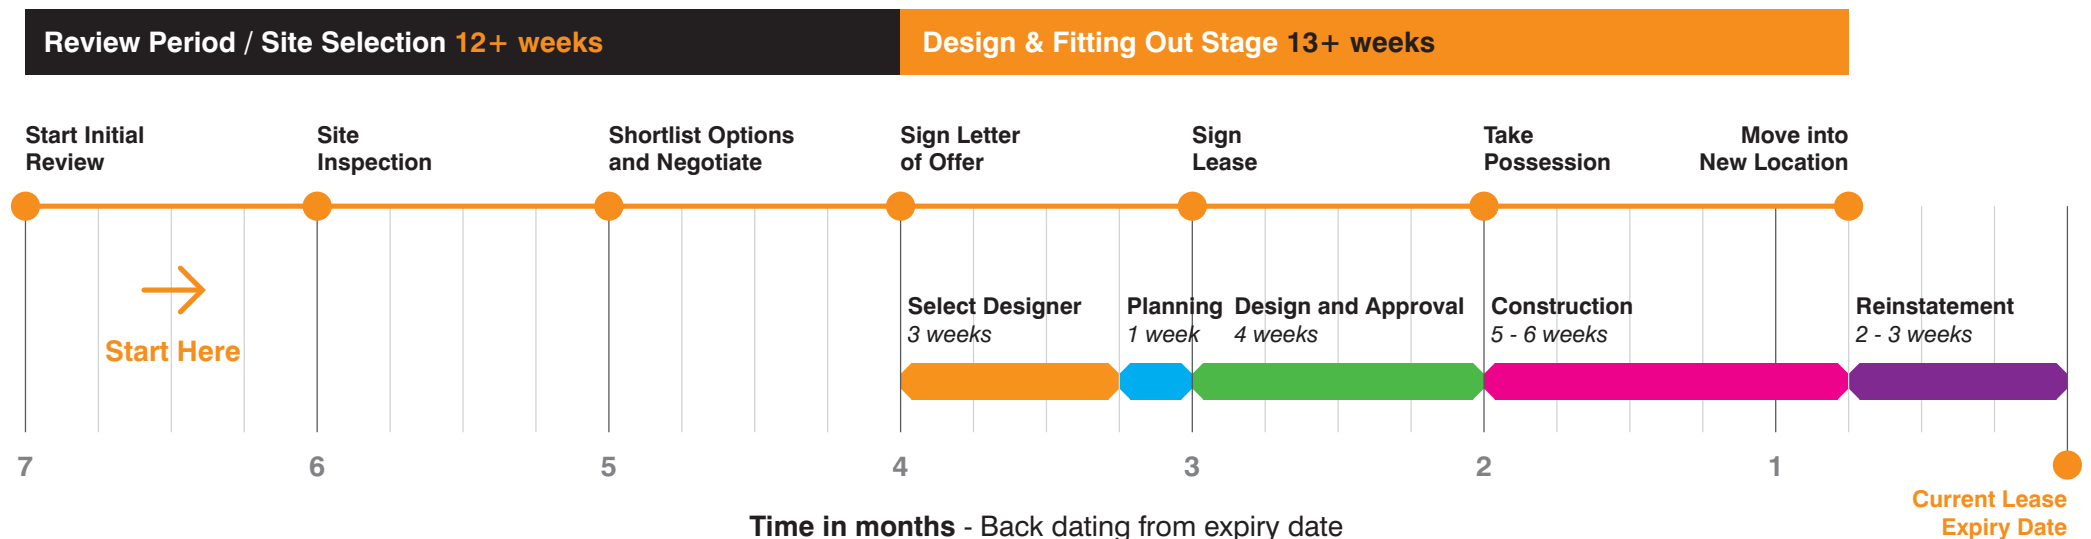 Review Period / Site Selection 12+ weeks
Design & Fitting Out Stage 13+ weeks
Start Initial
Review
Site
Inspection
Shortlist Options
and Negotiate
Sign Letter
of Offer
Sign
Lease
Take
Possession
Move into
New Location
Start Here
Select Designer
3 weeks
Planning
1 week
Design and Approval
4 weeks
Construction
5 - 6 weeks
Reinstatement
2 - 3 weeks
7
6
5
4
3
2
1
Current Lease
Expiry Date
Time in months - Back dating from expiry date